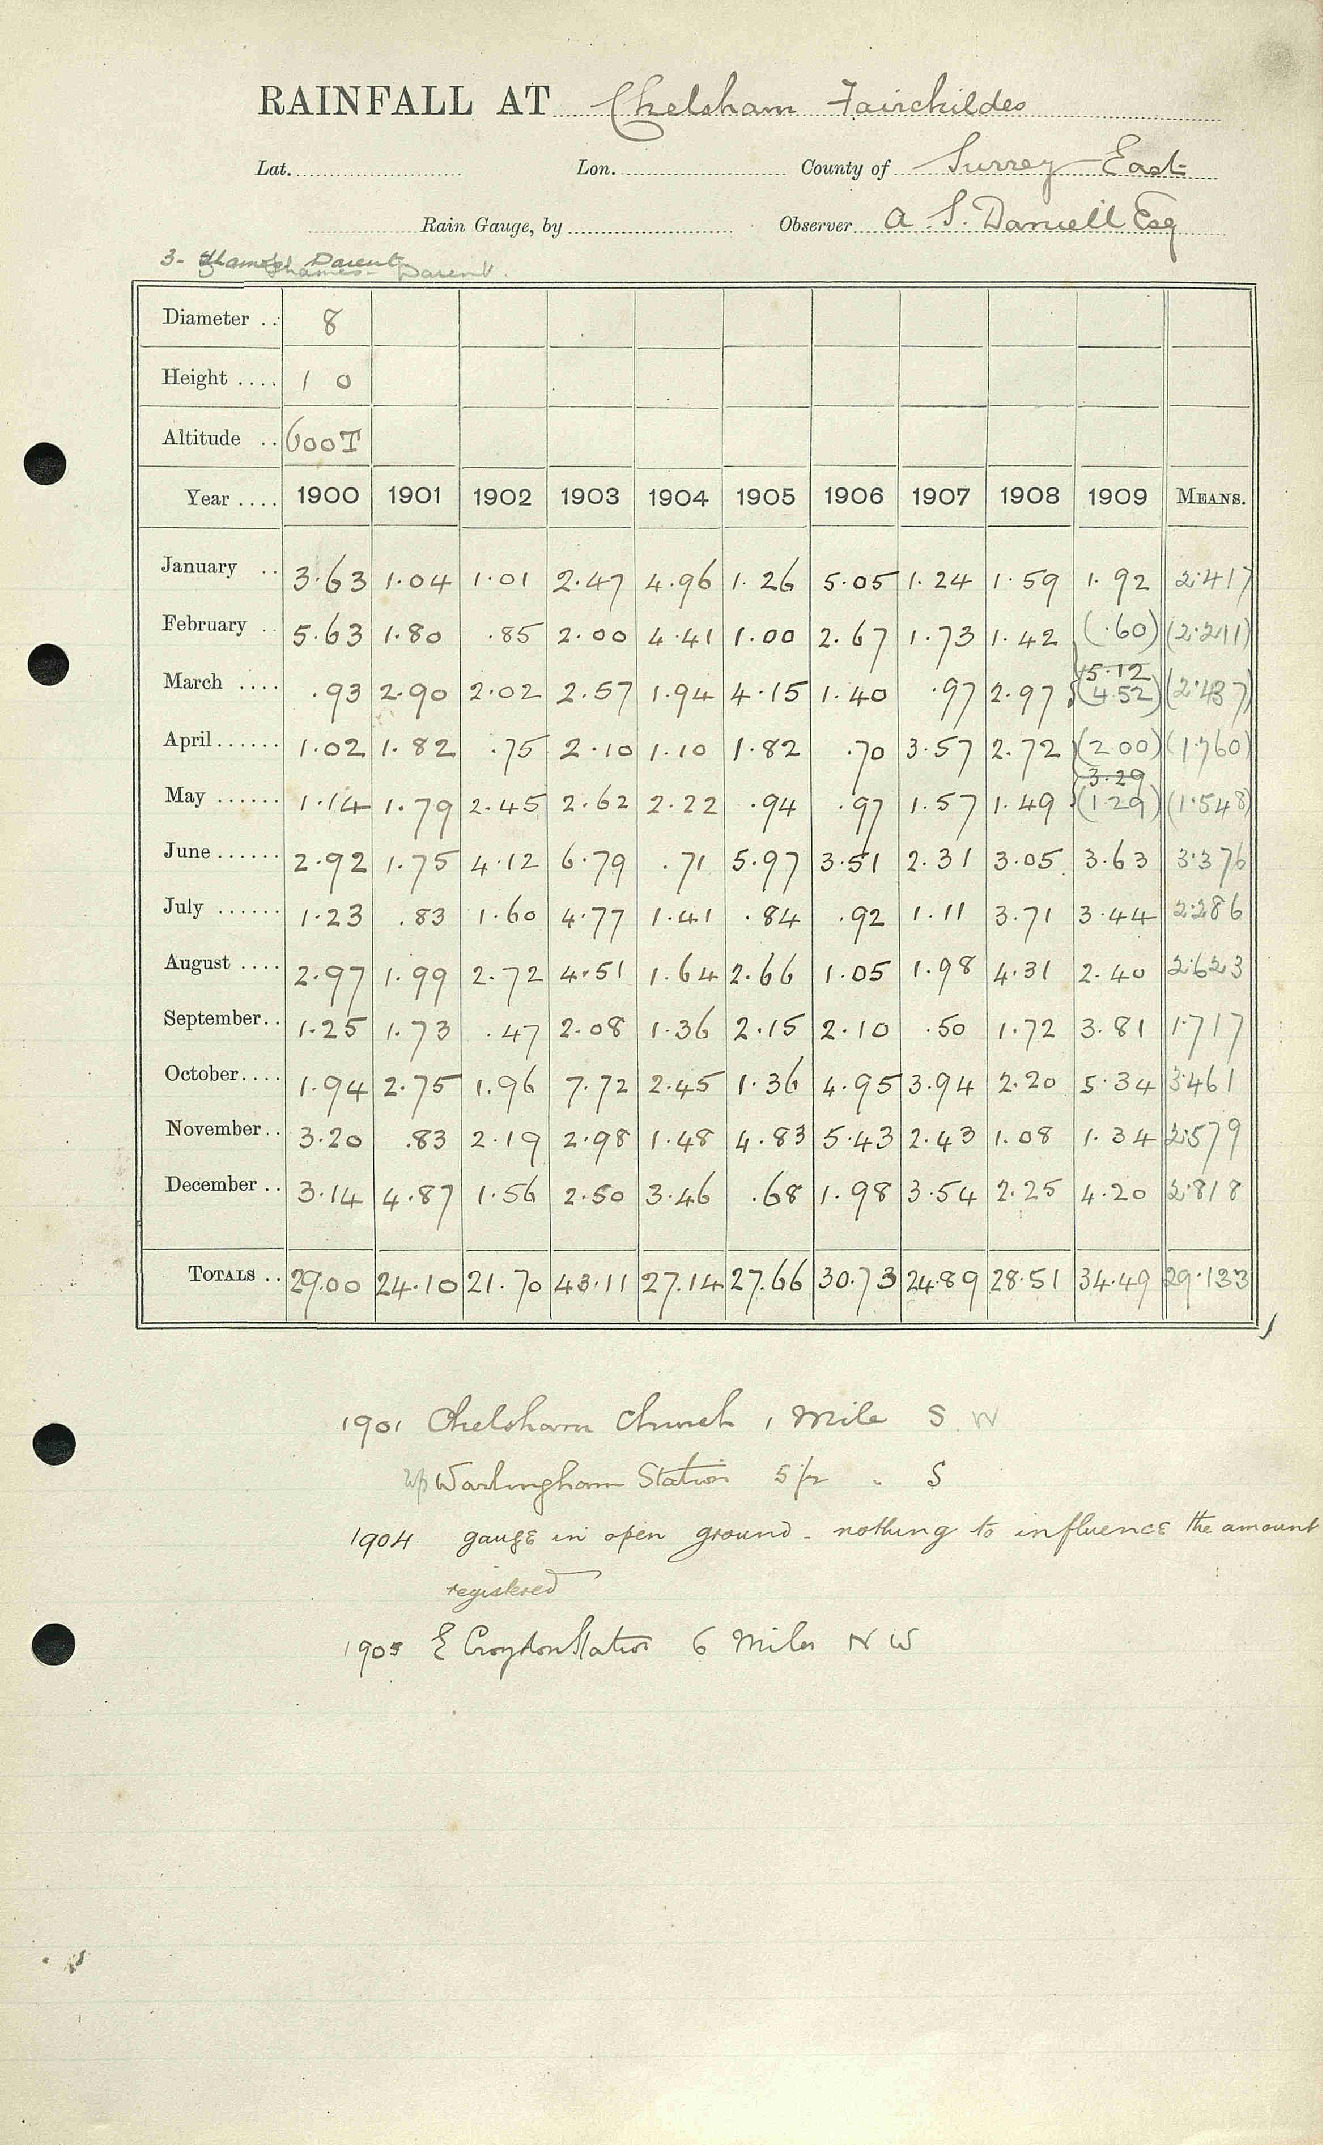 RAINFALL AT Chelsham Fairchildes
Lat. Lon. County of Surrey East
Rain Gauge, by Observer A. S. Daniell Esq
3- Thames Parent
Thames - Parent.
Diameter .. 8
Height .... 1 0
Altitude .. 600T
Year .... 1900 1901 1902 1903 1904 1905 1906 1907 1908 1909 MEANS.
January .. 3.63 1.04 1.01 2.47 4.96 1.26 5.05 1.24 1.59 1.92 2.417
February .. 5.63 1.80 .85 2.00 4.41 1.00 2.67 1.73 1.42 (.60) (2.211)
5.12
March .... .93 2.90 2.02 2.57 1.94 4.15 1.40 .97 2.97 (4.52) (2.437)
April...... 1.02 1.82 .75 2.10 1.10 1.82 .70 3.57 2.72 (2.00) (1.760)
3.29
May ...... 1.14 1.79 2.45 2.62 2.22 .94 .97 1.57 1.49 (1.29) (1.548)
June...... 2.92 1.75 4.12 6.79 .71 5.97 3.51 2.31 3.05 3.63 3.376
July ...... 1.23 .83 1.60 4.77 1.41 .84 .92 1.11 3.71 3.44 2.286
August .... 2.97 1.99 2.72 4.51 1.64 2.66 1.05 1.98 4.31 2.40 2.623
September.. 1.25 1.73 .47 2.08 1.36 2.15 2.10 .50 1.72 3.81 1.717
October.... 1.94 2.75 1.96 7.72 2.45 1.36 4.95 3.94 2.20 5.34 3.461
November.. 3.20 .83 2.19 2.98 1.48 4.83 5.43 2.43 1.08 1.34 2.579
December .. 3.14 4.87 1.56 2.50 3.46 .68 1.98 3.54 2.25 4.20 2.818
TOTALS .. 29.00 24.10 21.70 43.11 27.14 27.66 30.73 24.89 28.51 34.49 29.133
1901 Chelsham Church 1 Mile S.W
Warlingham Station 5 1/2 " S
1904 gauge in open ground - nothing to influence the amount
registered
1905 E Croydon Station 6 Miles N W